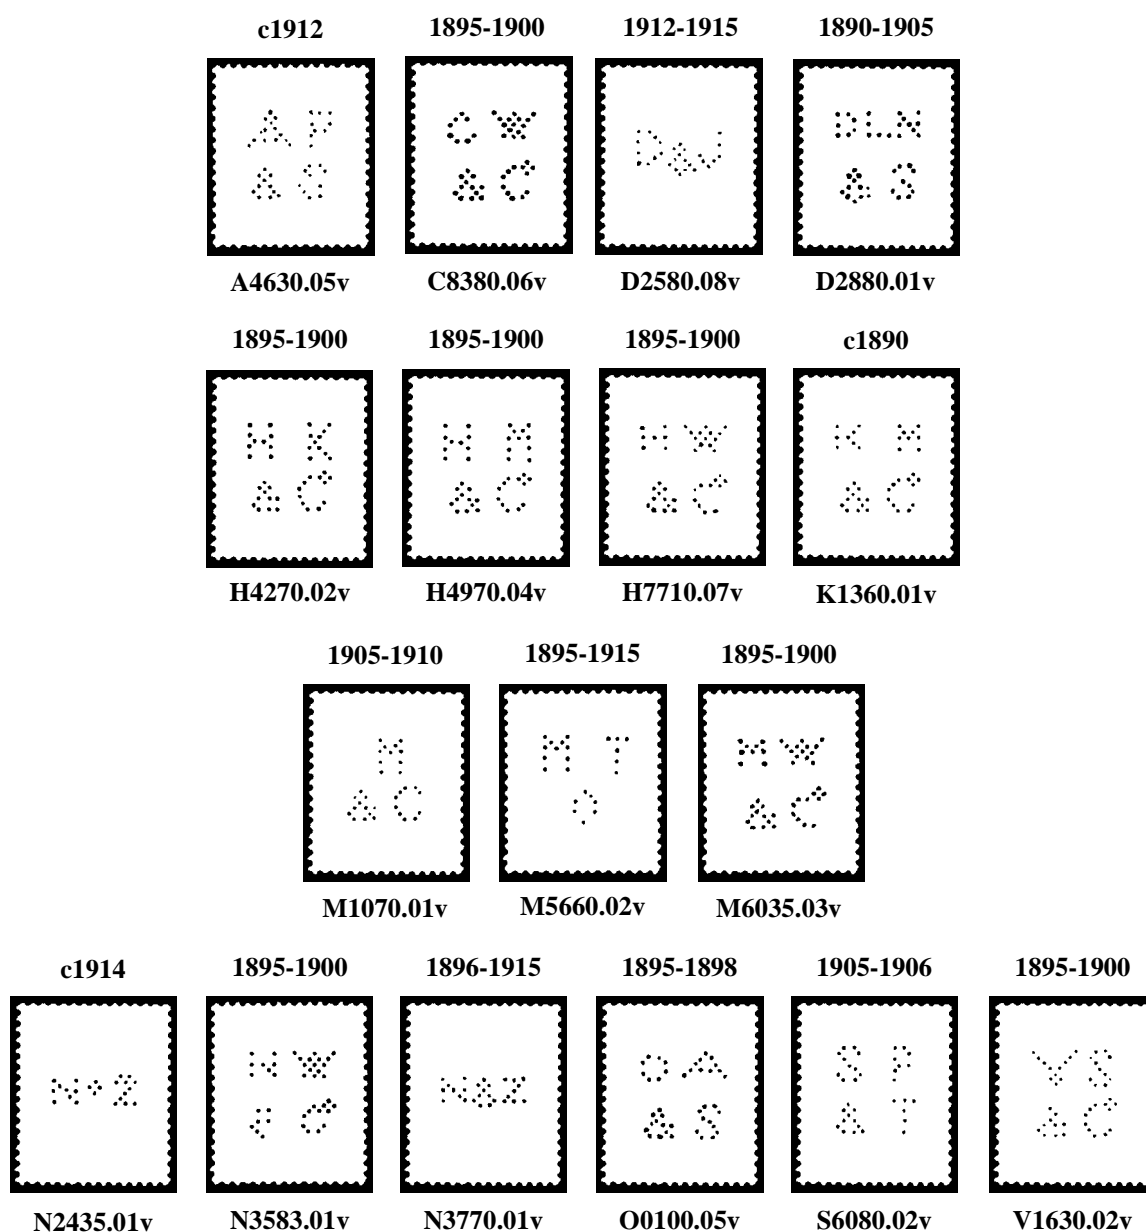 c1912 1895-1900 1912-1915 1890-1905
A P C W D&J DLN
& S & C & S
A4630.05v C8380.06v D2580.08v D2880.01v
1895-1900 1895-1900 1895-1900 c1890
H K H M H W K M
& C & C & C & C
H4270.02v H4970.04v H7710.07v K1360.01v
1905-1910 1895-1915 1895-1900
M M T M W
& C & C
M1070.01v M5660.02v M6035.03v
c1914 1895-1900 1896-1915 1895-1898 1905-1906 1895-1900
H W N&Z O A S P V S
C & S & T & C
N2435.01v N3583.01v N3770.01v O0100.05v S6080.02v V1630.02v